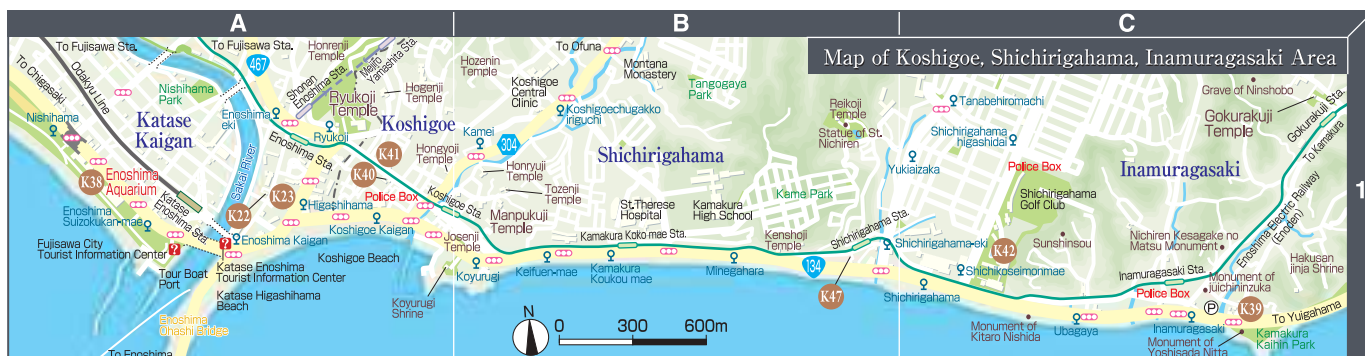 A
B
C
1
Map of Koshigoe, Shichirigahama, Inamuragasaki Area
To Fujisawa Sta.
To Chigasaki
Odakyu Line
Nishihama
Park
Nishihama
Katase
Kaigan
K38
Enoshima
Aquarium
Enoshima
Suizokukan-mae
Fujisawa City
Tourist Information Center
Tour Boat
Port
Katase
Enoshima Sta.
Sakai River
To Fujisawa Sta.
467
Enoshima
eki
Honrenji
Temple
Shonan
Enoshima Sta.
Mejiro
Yamashita Sta.
Ryukoji
Temple
Ryukoji
Enoshima Sta.
Hogenji
Temple
Koshigoe
K41
K40
Hongyoji
Temple
K23
K22
Higashihama
Police Box
Enoshima Kaigan
Koshigoe Kaigan
Katase Enoshima
Tourist Information Center
Koshigoe Beach
Katase Higashihama
Beach
Enoshima
Ohashi Bridge
To Enoshima
Koshigoe Sta.
Josenji
Temple
Koyurugi
Shrine
Hozenin
Temple
Kamei
304
To Ofuna
Montana
Monastery
Koshigoe
Central
Clinic
Koshigoechugakko
iriguchi
Honryuji
Temple
Tozenji
Temple
Manpukuji
Temple
Koyurugi
Keifuen-mae
Kamakura Koko mae Sta.
Kamakura
Koukou mae
Shichirigahama
Tangogaya
Park
St.Therese
Hospital
Kamakura
High School
Kame Park
Kenshoji
Temple
Minegahara
134
K47
Reikoji
Temple
Statue of St.
Nichiren
Shichirigahama Sta.
N
0 300 600m
Tanabehiromachi
Shichirigahama
higashidai
Yukiaizaka
Police Box
Shichirigahama
Golf Club
K42
Shichirigahama-eki
Shichikoseimonmae
Shichirigahama
Sunshinsou
Monument of
Kitaro Nishida
Ubagaya
Inamuragasaki
Grave of Ninshobo
Gokurakuji
Temple
Gokurakuji Sta.
To Kamakura
Enoshima Electric Railway
(Enoden)
Nichiren Kesagake no
Matsu Monument
Hakusan
jinja Shrine
Inamuragasaki Sta.
Monument of
juichininzuka
Police Box
P
K39
Inamuragasaki
Monument of
Yoshisada Nitta
To Yuigahama
Kamakura
Kaihin Park
?
?